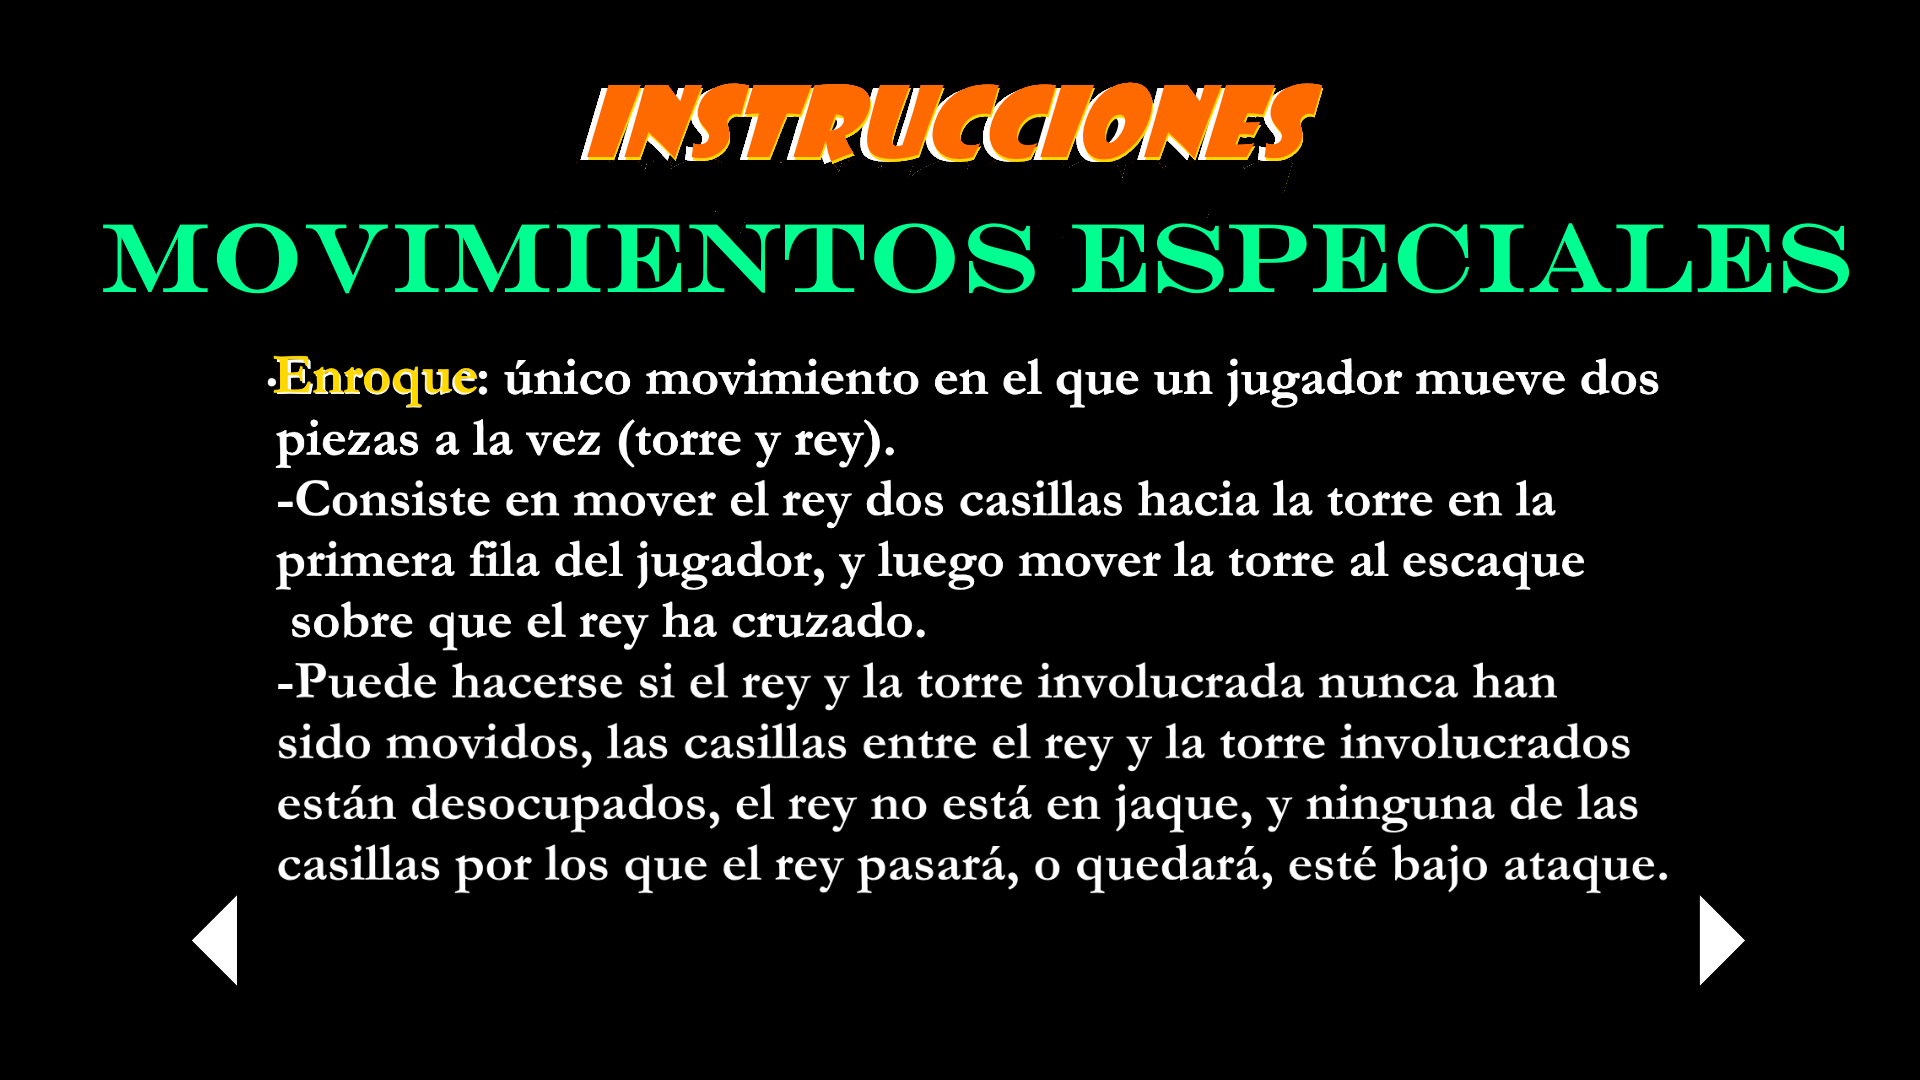 INSTRUCCIONES
MOVIMIENTOS ESPECIALES
·Enroque: único movimiento en el que un jugador mueve dos
piezas a la vez (torre y rey).
-Consiste en mover el rey dos casillas hacia la torre en la
primera fila del jugador, y luego mover la torre al escaque
sobre que el rey ha cruzado.
-Puede hacerse si el rey y la torre involucrada nunca han
sido movidos, las casillas entre el rey y la torre involucrados
están desocupados, el rey no está en jaque, y ninguna de las
casillas por los que el rey pasará, o quedará, esté bajo ataque.